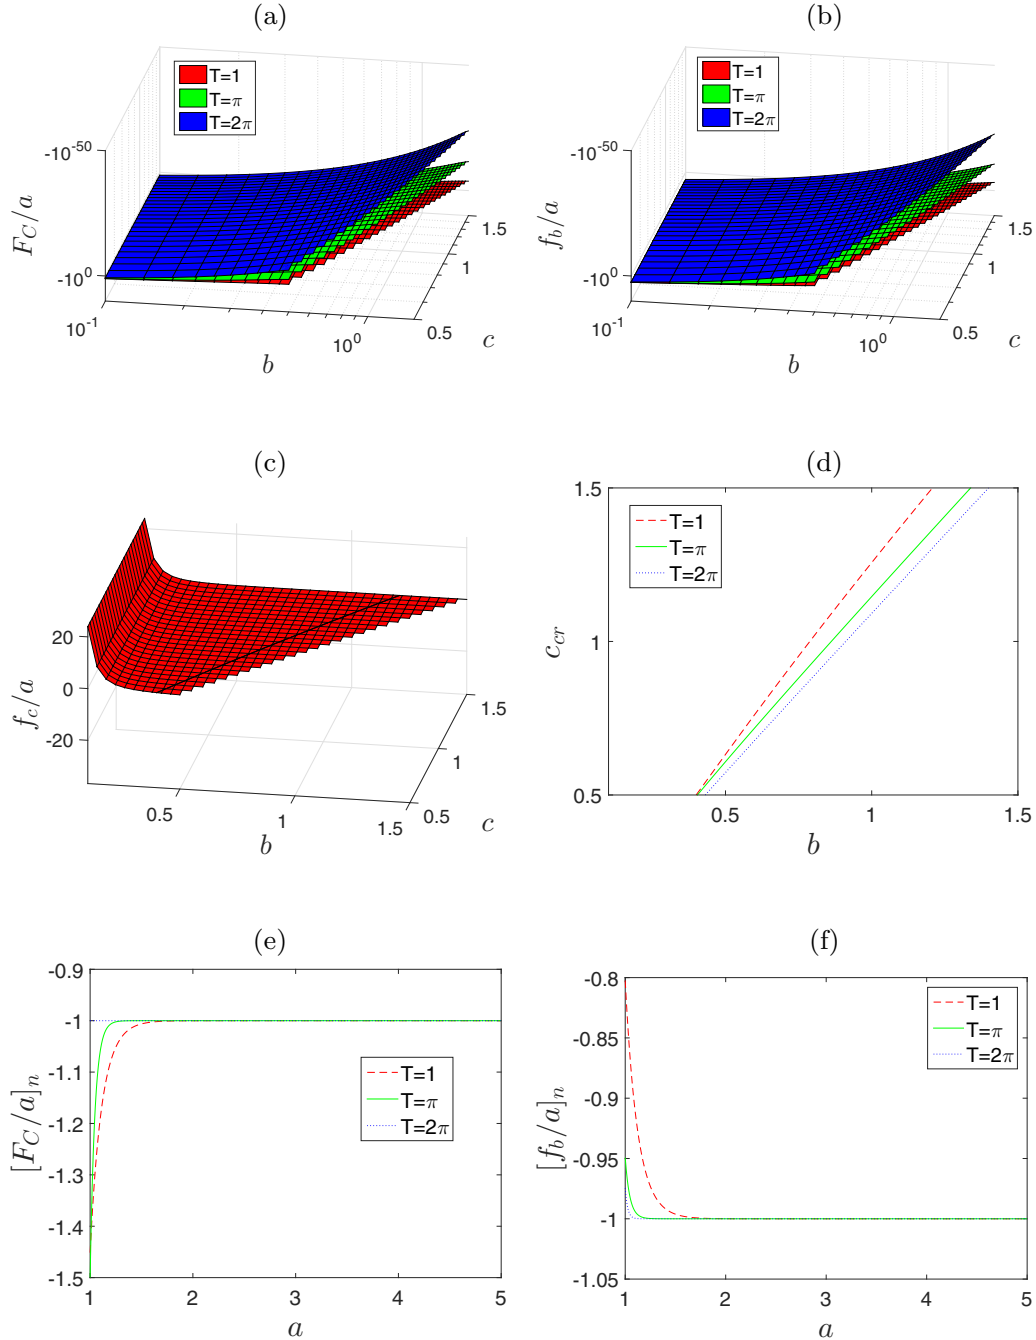 (a)
T=1
T=π
T=2π
-10^-50
-10^0
F_C/a
10^-1
10^0
b
0.5
1
1.5
c
(b)
T=1
T=π
T=2π
-10^-50
-10^0
f_b/a
10^-1
10^0
b
0.5
1
1.5
c
(c)
20
0
-20
f_c/a
0.5
1
1.5
b
0.5
1
1.5
c
(d)
T=1
T=π
T=2π
1.5
1
0.5
c_cr
0.5
1
1.5
b
(e)
-0.9
-1
-1.1
-1.2
-1.3
-1.4
-1.5
[F_C/a]_n
T=1
T=π
T=2π
1
2
3
4
5
a
(f)
-0.8
-0.85
-0.9
-0.95
-1
-1.05
[f_b/a]_n
T=1
T=π
T=2π
1
2
3
4
5
a